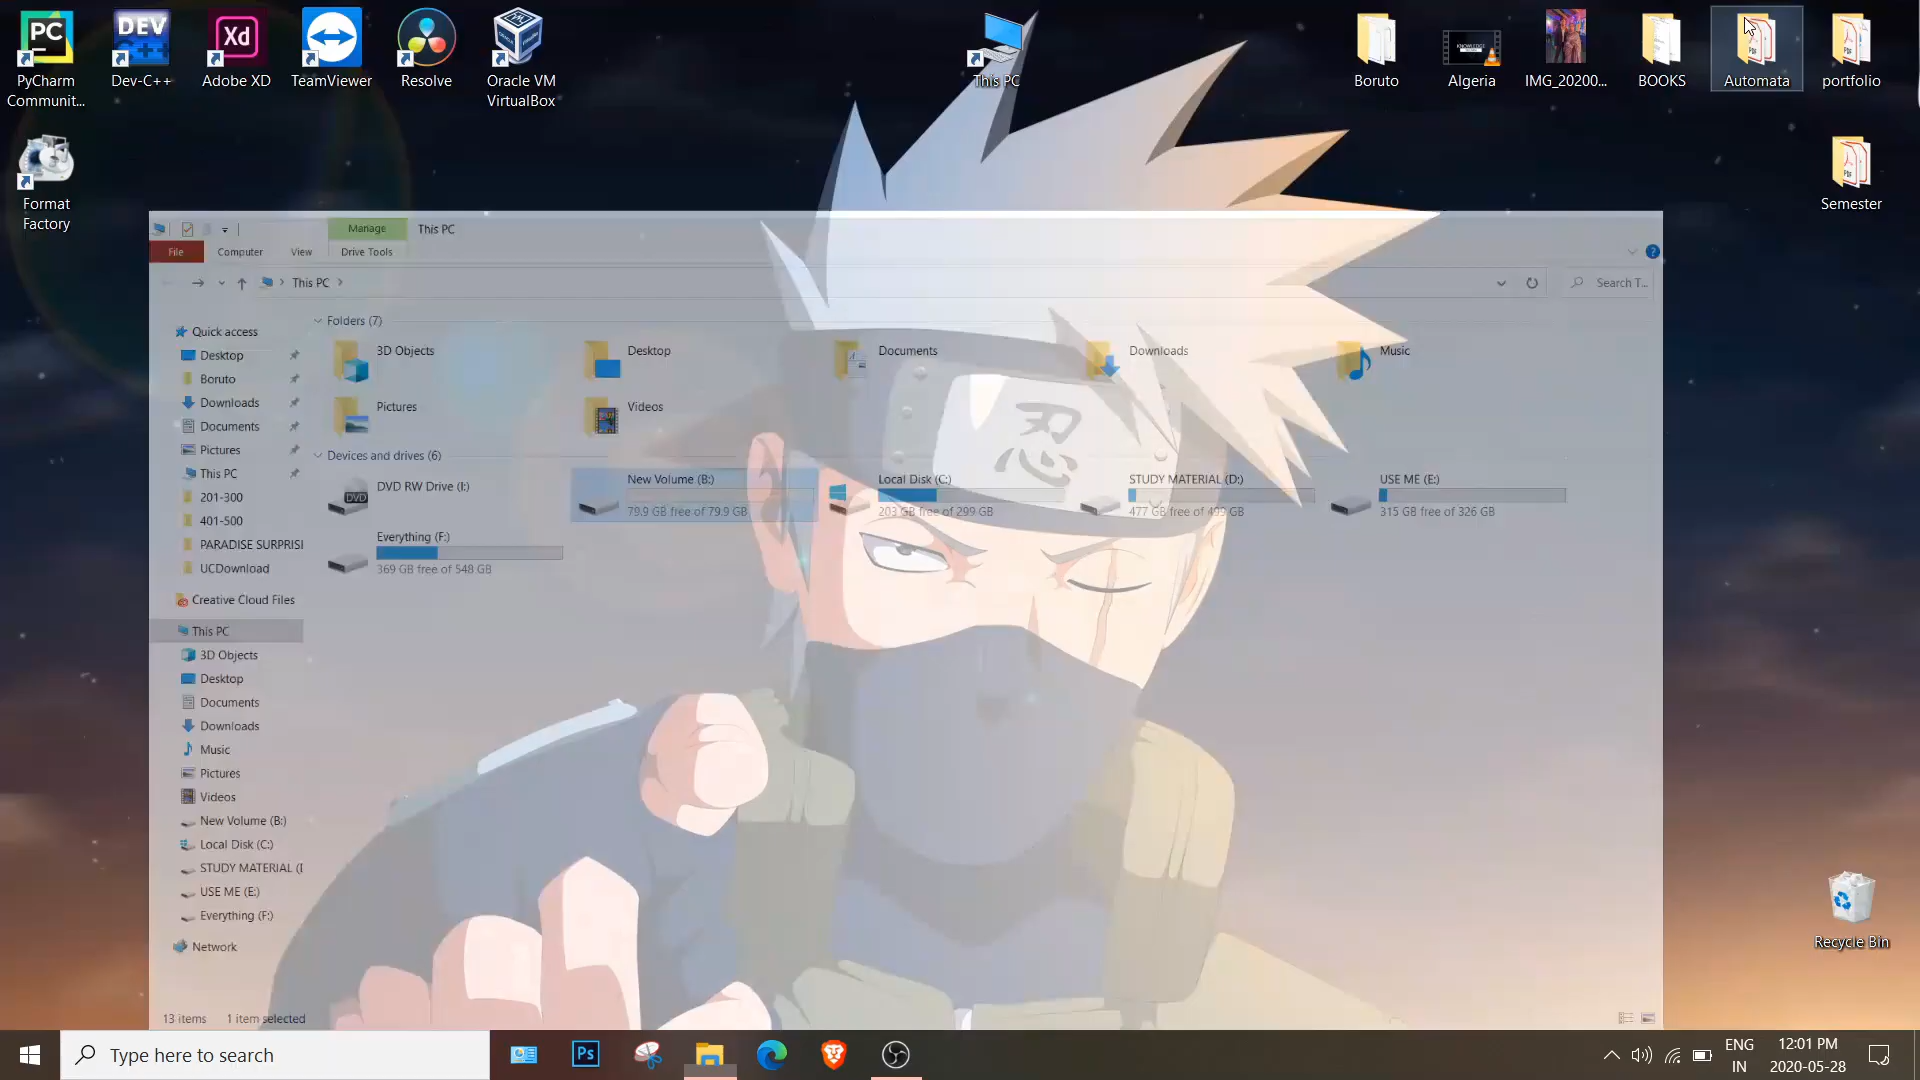 PyCharm
Communit...
Dev-C++
Adobe XD
TeamViewer
Resolve
Oracle VM
VirtualBox
This PC
Boruto
Algeria
IMG_20200...
BOOKS
Automata
portfolio
PC
DEV
Xd
Format
Factory
Semester
Manage
This PC
File
Computer
View
Drive Tools
This PC
Search T...
Quick access
Desktop
Boruto
Downloads
Documents
Pictures
This PC
201-300
401-500
PARADISE SURPRISI
UCDownload
Creative Cloud Files
This PC
3D Objects
Desktop
Documents
Downloads
Music
Pictures
Videos
New Volume (B:)
Local Disk (C:)
STUDY MATERIAL (I
USE ME (E:)
Everything (F:)
Network
Folders (7)
3D Objects
Desktop
Documents
Downloads
Music
Pictures
Videos
忍
Devices and drives (6)
DVD RW Drive (I:)
DVD
New Volume (B:)
79.9 GB free of 79.9 GB
Local Disk (C:)
203 GB free of 299 GB
STUDY MATERIAL (D:)
477 GB free of 499 GB
USE ME (E:)
315 GB free of 326 GB
Everything (F:)
369 GB free of 548 GB
13 items
1 item selected
Recycle Bin
Type here to search
Ps
ENG
IN
12:01 PM
2020-05-28